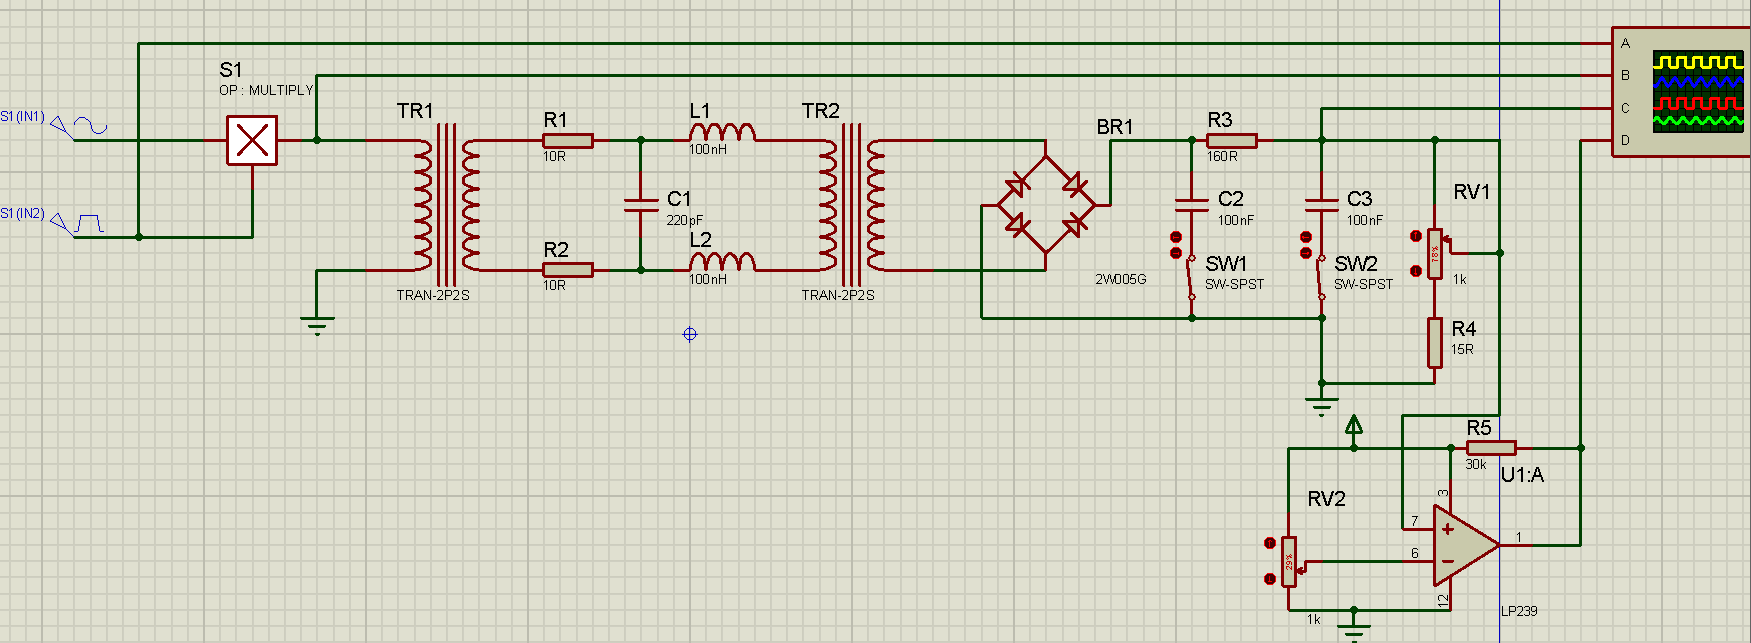 A
S1
B
OP : MULTIPLY
C
S1(IN1)
TR1
R1
10R
L1
100nH
TR2
BR1
R3
160R
D
C1
220pF
C2
100nF
C3
100nF
RV1
S1(IN2)
R2
10R
L2
100nH
78%
1k
TRAN-2P2S
TRAN-2P2S
2W005G
SW1
SW-SPST
SW2
SW-SPST
R4
15R
R5
30k
U1:A
RV2
3
7
+
1
6
−
29%
12
1k
LP239